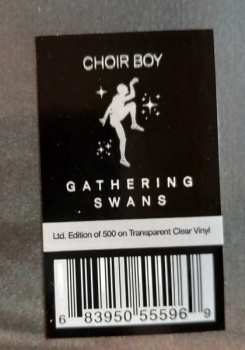 CHOIR BOY
GATHERING
SWANS
Ltd. Edition of 500 on Transparent Clear Vinyl
6 83950 55596 9